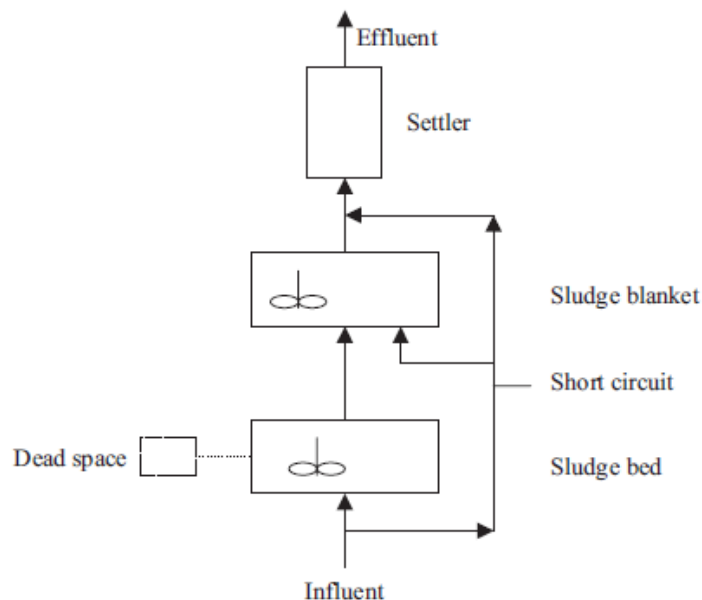 Effluent
Settler
Sludge blanket
Short circuit
Dead space
Sludge bed
Influent